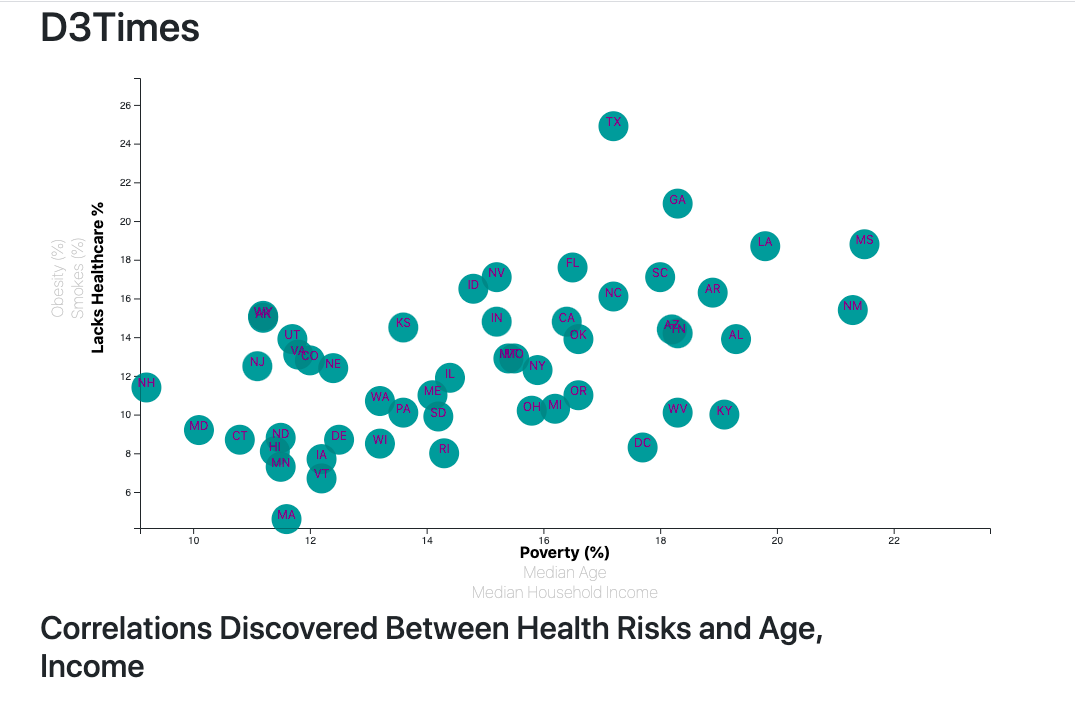 D3Times
26
24
22
20
18
16
14
12
10
8
6
Obesity (%)
Smokes (%)
Lacks Healthcare %
TX
GA
MS
LA
FL
NV
SC
ID
AR
NC
NM
IN
CA
KS
UT
OK
AL
TN
VA
CO
NJ
NE
NY
IL
NH
ME
OR
WA
PA
SD
OH
MI
WV
KY
MD
CT
ND
DE
WI
HI
DC
RI
IA
MN
VT
MA
10
12
14
16
18
20
22
Poverty (%)
Median Age
Median Household Income
Correlations Discovered Between Health Risks and Age,
Income